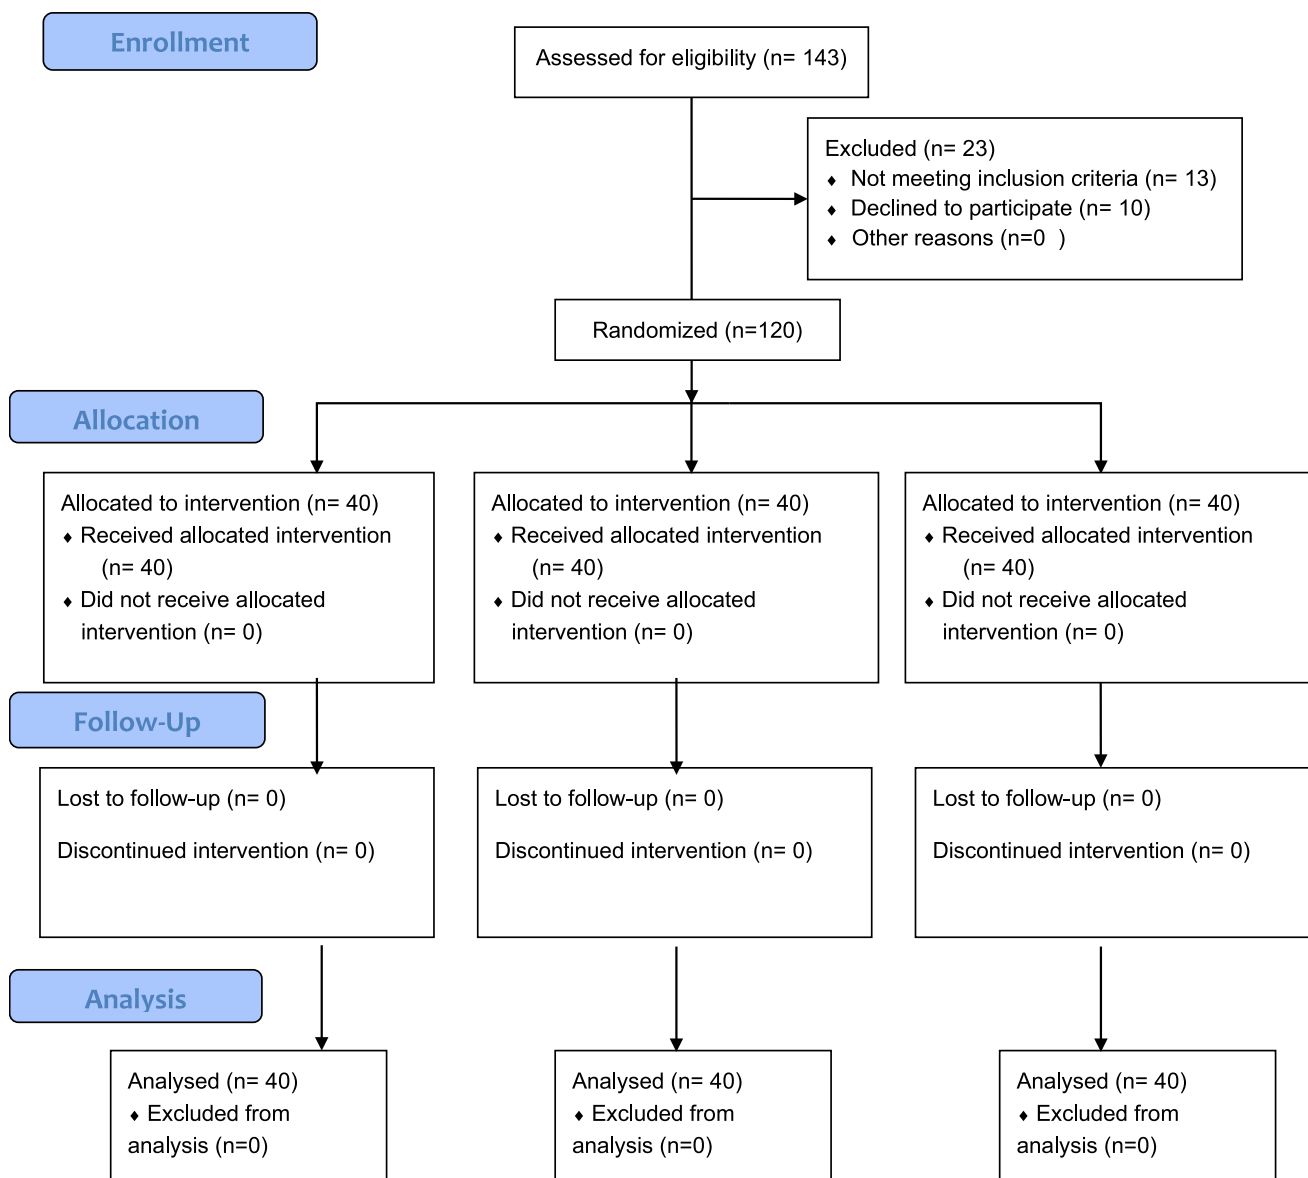 Enrollment
Assessed for eligibility (n= 143)
Excluded (n= 23)
♦ Not meeting inclusion criteria (n= 13)
♦ Declined to participate (n= 10)
♦ Other reasons (n=0 )
Randomized (n=120)
Allocation
Allocated to intervention (n= 40)
♦ Received allocated intervention
(n= 40)
♦ Did not receive allocated
intervention (n= 0)
Allocated to intervention (n= 40)
♦ Received allocated intervention
(n= 40)
♦ Did not receive allocated
intervention (n= 0)
Allocated to intervention (n= 40)
♦ Received allocated intervention
(n= 40)
♦ Did not receive allocated
intervention (n= 0)
Follow-Up
Lost to follow-up (n= 0)
Discontinued intervention (n= 0)
Lost to follow-up (n= 0)
Discontinued intervention (n= 0)
Lost to follow-up (n= 0)
Discontinued intervention (n= 0)
Analysis
Analysed (n= 40)
♦ Excluded from
analysis (n=0)
Analysed (n= 40)
♦ Excluded from
analysis (n=0)
Analysed (n= 40)
♦ Excluded from
analysis (n=0)